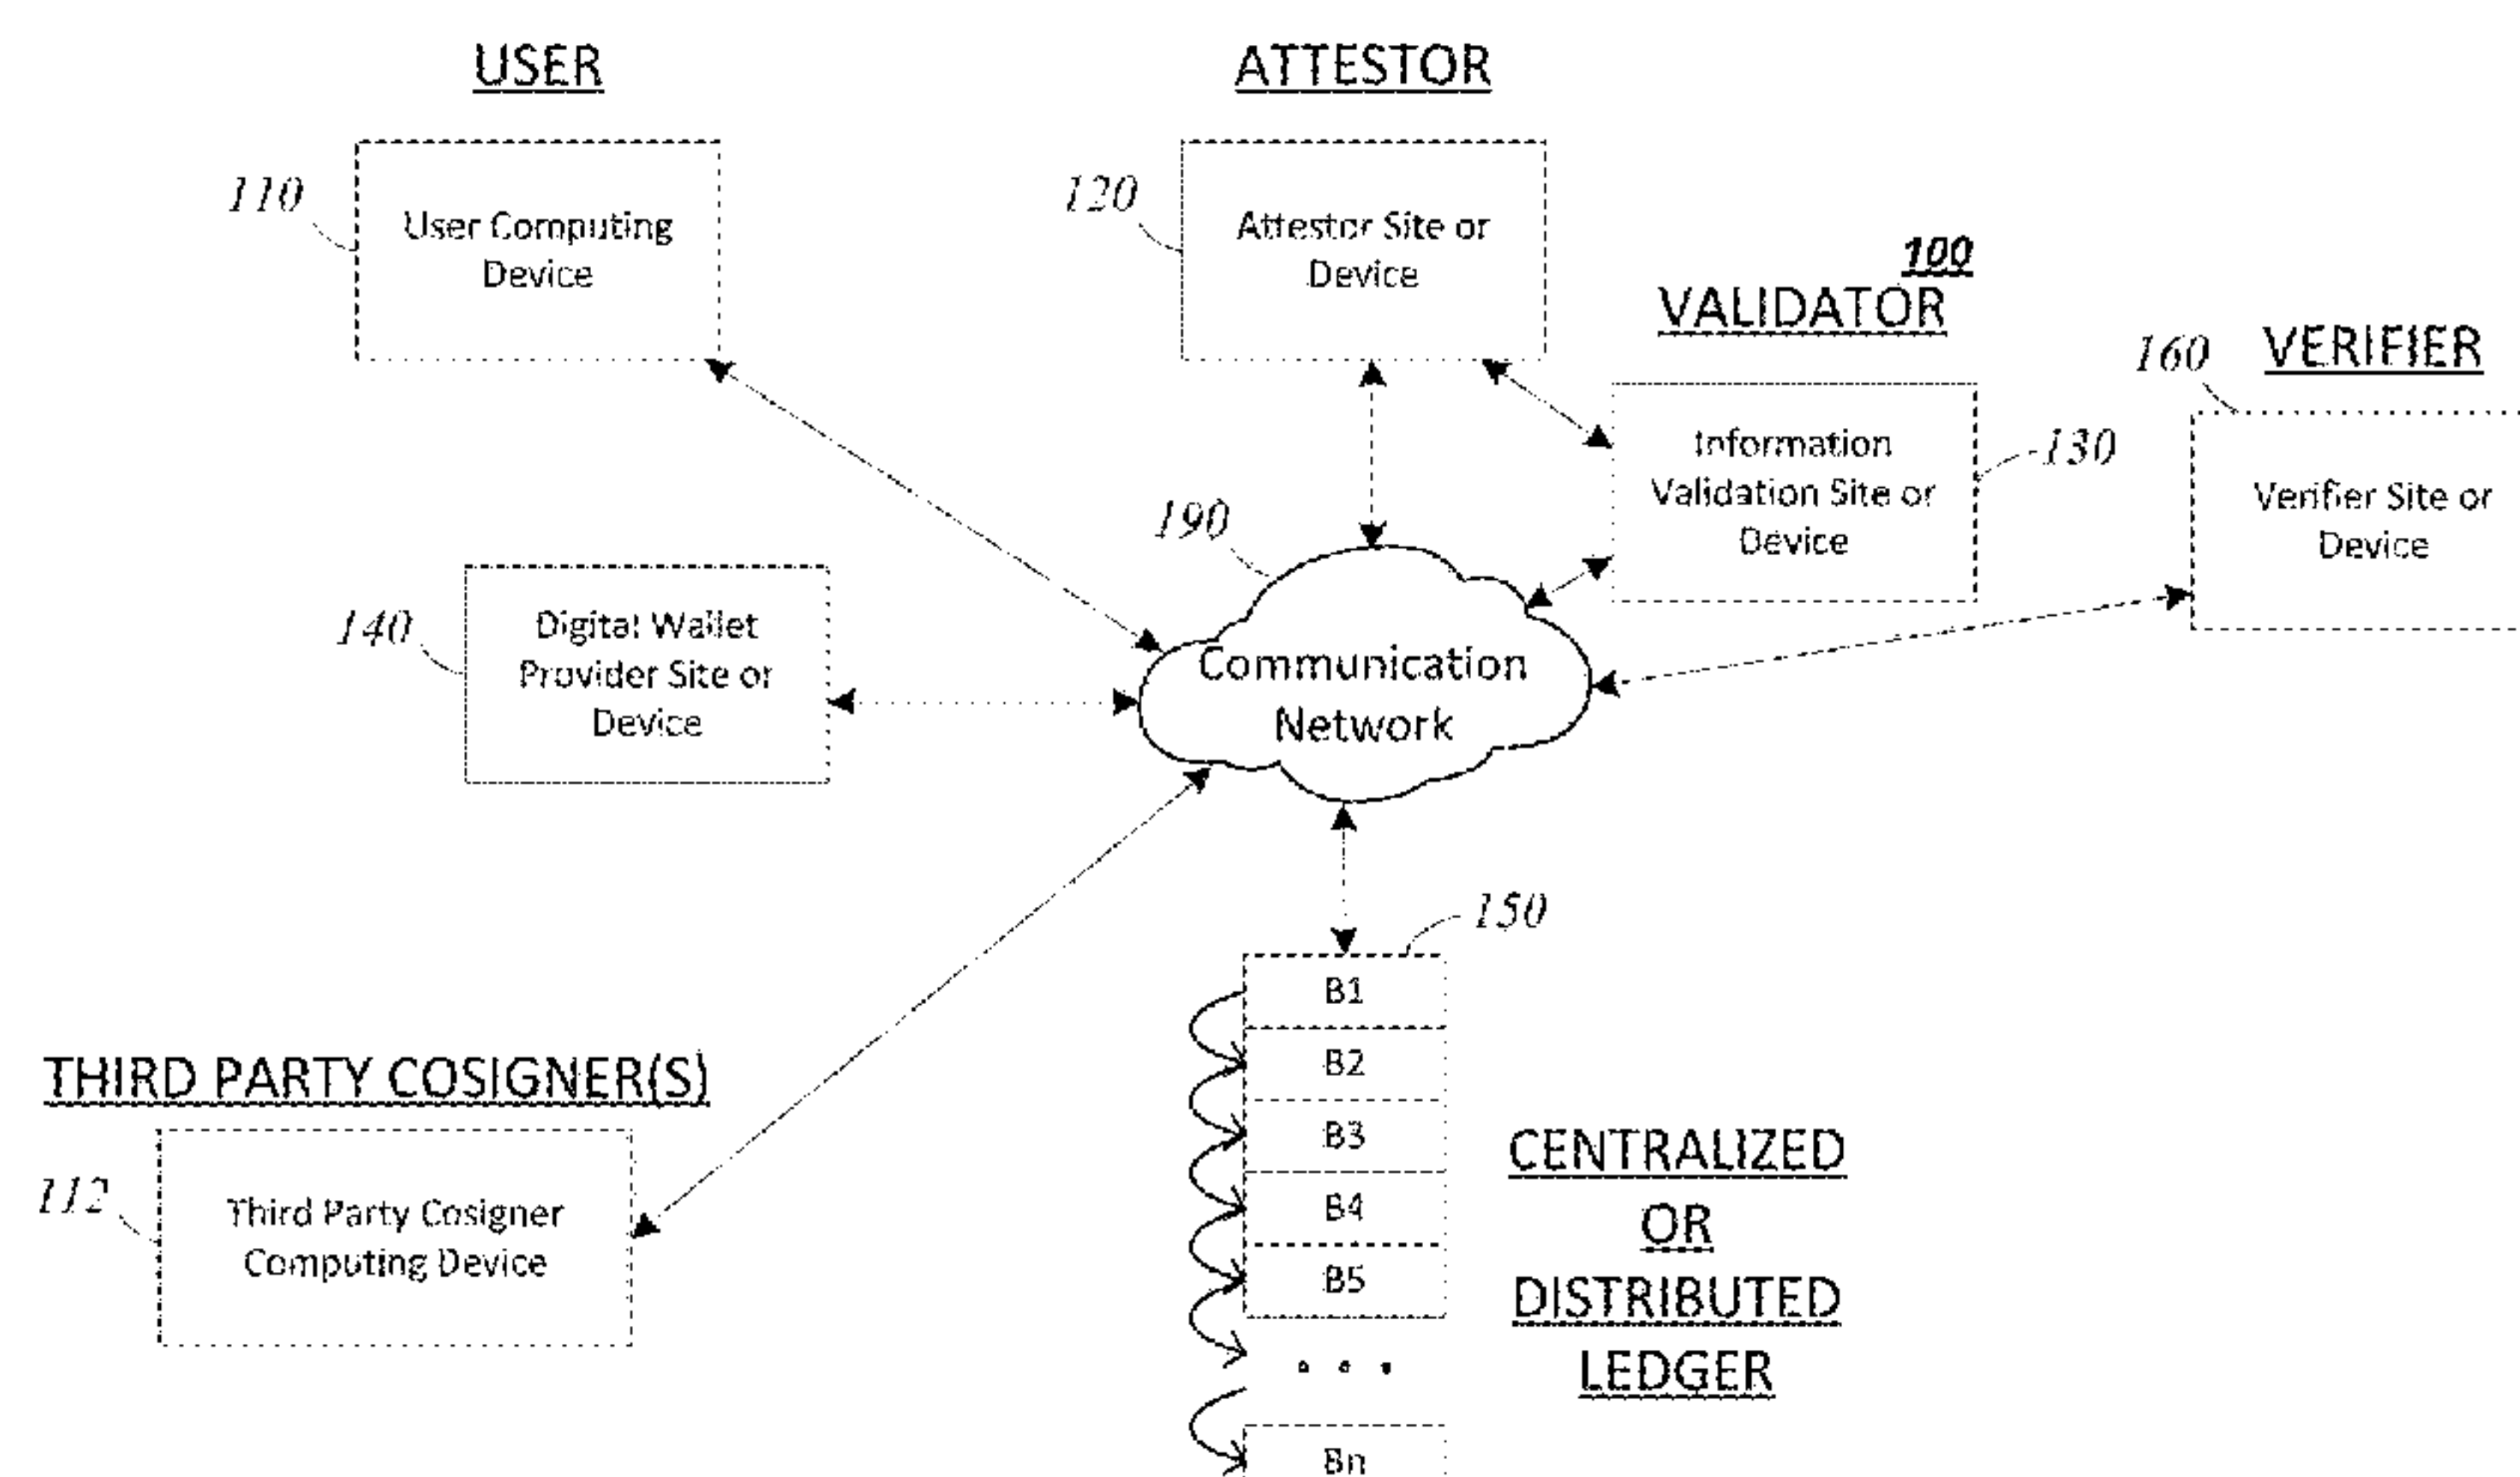 USER
ATTESTOR
110
User Computing
Device
120
Attestor Site or
Device
100
VALIDATOR
160
VERIFIER
Information
Validation Site or
Device
130
Verifier Site or
Device
190
140
Digital Wallet
Provider Site or
Device
Communication
Network
150
B1
B2
B3
B4
B5
. . .
Bn
THIRD PARTY COSIGNER(S)
112
Third Party Cosigner
Computing Device
CENTRALIZED
OR
DISTRIBUTED
LEDGER